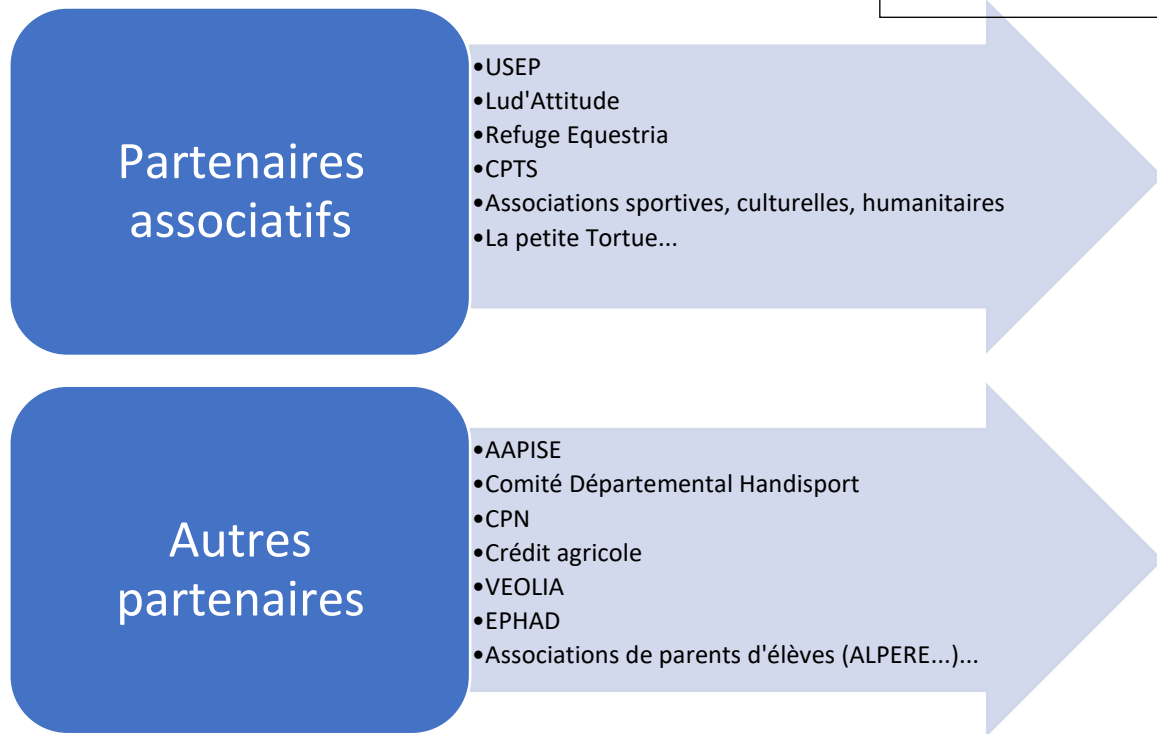 Partenaires
associatifs
•USEP
•Lud'Attitude
•Refuge Equestria
•CPTS
•Associations sportives, culturelles, humanitaires
•La petite Tortue...
Autres
partenaires
•AAPISE
•Comité Départemental Handisport
•CPN
•Crédit agricole
•VEOLIA
•EPHAD
•Associations de parents d'élèves (ALPERE...)...